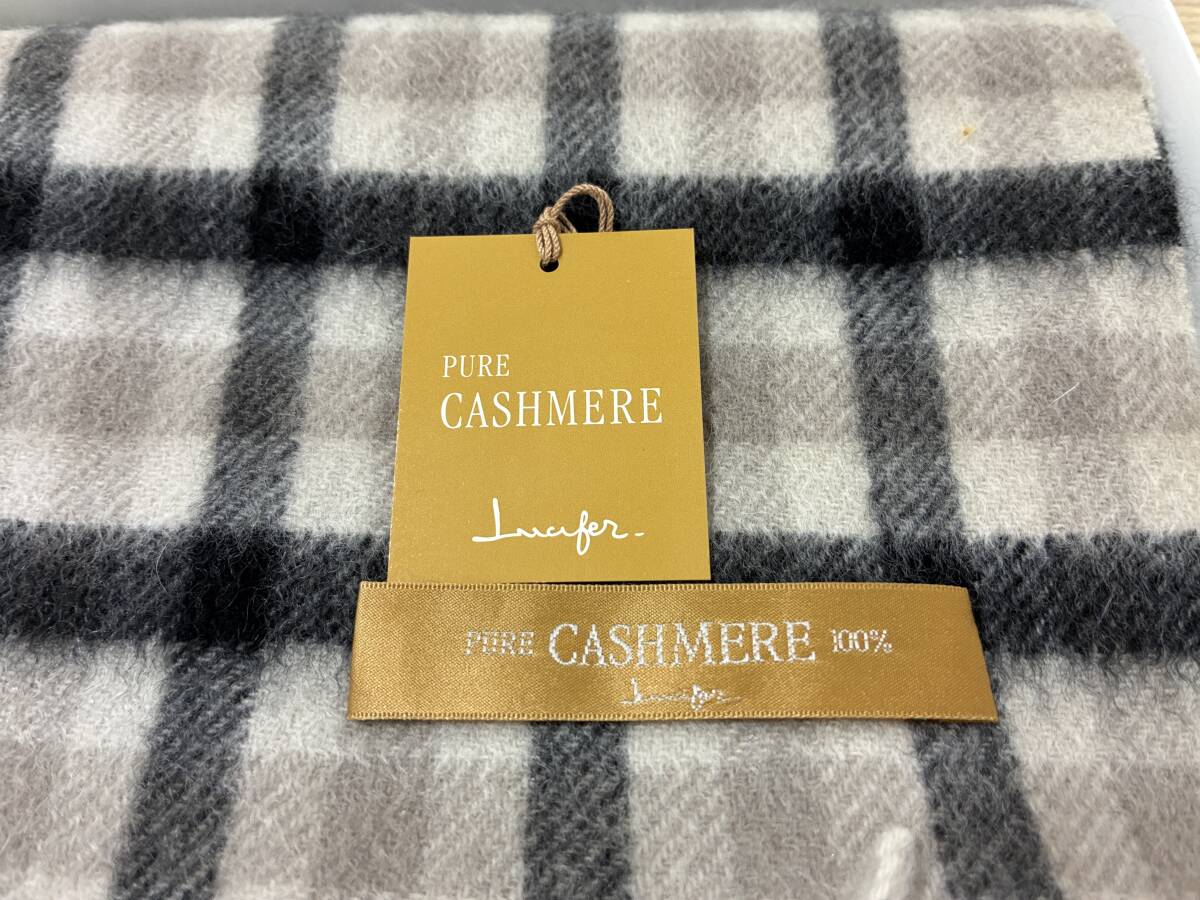 PURE
CASHMERE
Lucifer.
PURE CASHMERE 100%
Lucifer